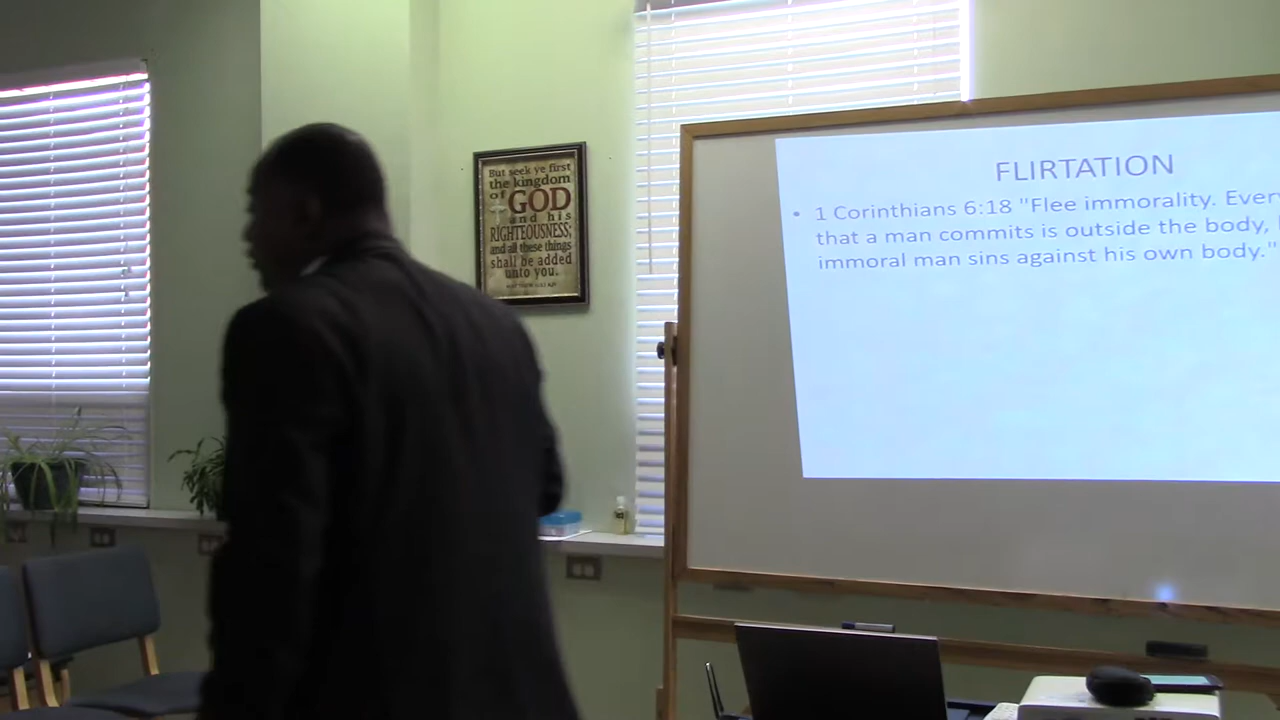 But seek ye first
the kingdom
of GOD
and his
RIGHTEOUSNESS;
and all these things
shall be added
unto you.
FLIRTATION
• 1 Corinthians 6:18 "Flee immorality. Ever
that a man commits is outside the body,
immoral man sins against his own body."